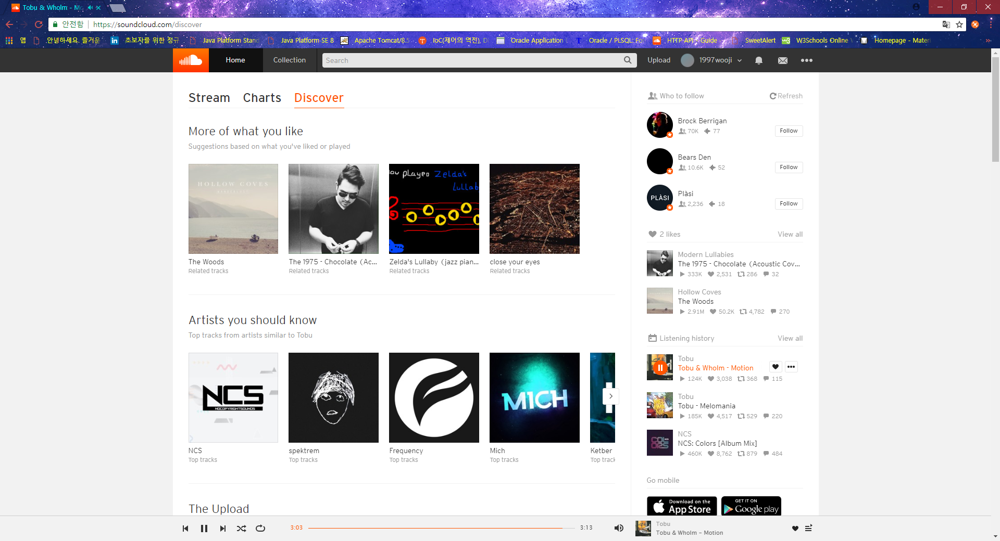 Tobu & Wholm - Mo
안전함
https://soundcloud.com/discover
앱
안녕하세요. 즐거운
초보자를 위한 정규
Java Platform Stand
Java Platform SE 8
Apache Tomcat/8.5
IoC(제어의 역전), D
Oracle Application
Oracle / PLSQL: Fo
HTTP API - Guide
SweetAlert
W3Schools Online
Homepage - Materi
Home
Collection
Search
Upload
1997wooji
Stream
Charts
Discover
More of what you like
Suggestions based on what you've liked or played
HOLLOW COVES
ow played Zelda's
Lullab
The Woods
Related tracks
The 1975 - Chocolate (Ac...
Related tracks
Zelda's Lullaby (jazz pian...
Related tracks
close your eyes
Related tracks
Artists you should know
Top tracks from artists similar to Tobu
NCS
NOCOPYRIGHTSOUNDS
MICH
NCS
Top tracks
spektrem
Top tracks
Frequency
Top tracks
Mich
Top tracks
Ketber
Top track
The Upload
Who to follow
Refresh
Brock Berrigan
70K
77
Follow
Bears Den
10.6K
52
Follow
PLÀSI
Plàsi
2,236
18
Follow
2 likes
View all
Modern Lullabies
The 1975 - Chocolate (Acoustic Cov...
333K
2,531
286
32
Hollow Coves
The Woods
2.91M
50.2K
4,782
270
Listening history
View all
Tobu
Tobu & Wholm - Motion
124K
3,038
368
115
Tobu
Tobu - Melomania
185K
4,517
529
220
COLORS
NCS
NCS: Colors [Album Mix]
460K
8,762
879
484
Go mobile
Download on the
App Store
GET IT ON
Google play
3:03
3:13
Tobu
Tobu & Wholm – Motion